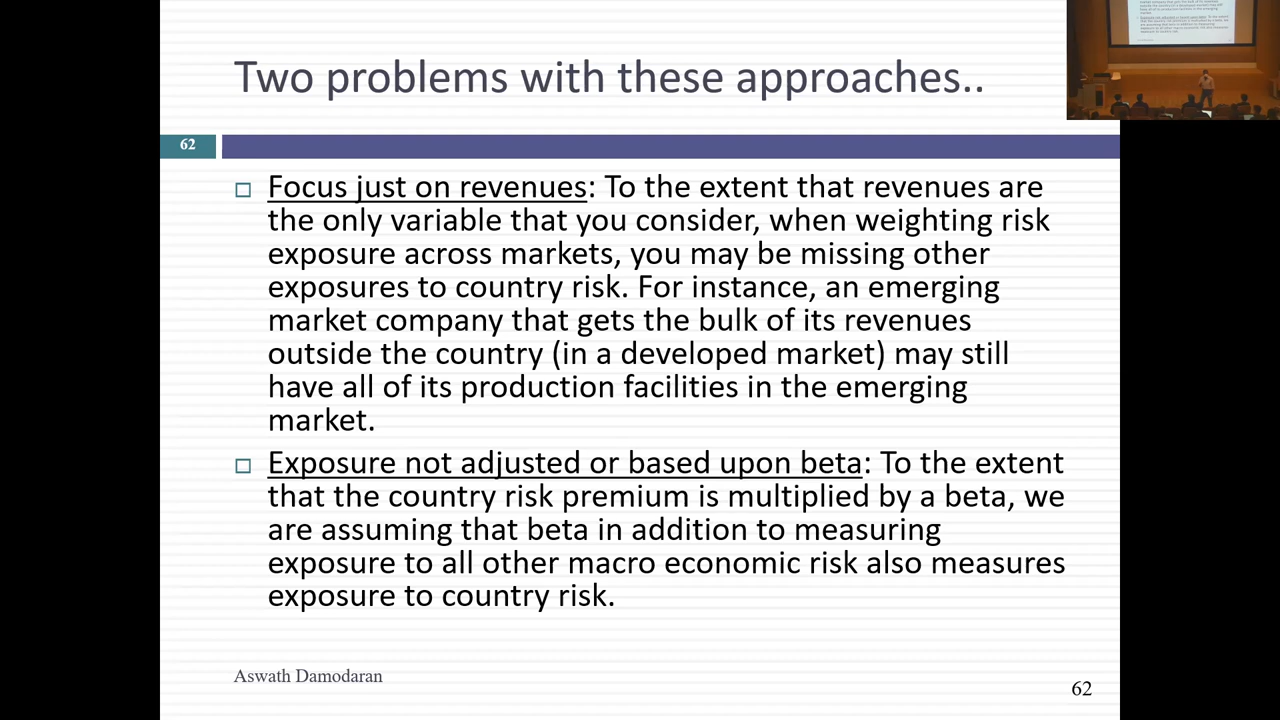 Two problems with these approaches..
62
Focus just on revenues: To the extent that revenues are
the only variable that you consider, when weighting risk
exposure across markets, you may be missing other
exposures to country risk. For instance, an emerging
market company that gets the bulk of its revenues
outside the country (in a developed market) may still
have all of its production facilities in the emerging
market.
Exposure not adjusted or based upon beta: To the extent
that the country risk premium is multiplied by a beta, we
are assuming that beta in addition to measuring
exposure to all other macro economic risk also measures
exposure to country risk.
Aswath Damodaran
62